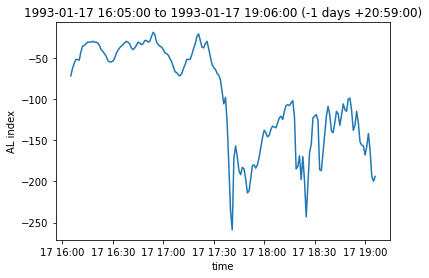 1993-01-17 16:05:00 to 1993-01-17 19:06:00 (-1 days +20:59:00)
−50
−100
−150
−200
−250
AL index
17 16:00 17 16:30 17 17:00 17 17:30 17 18:00 17 18:30 17 19:00
time